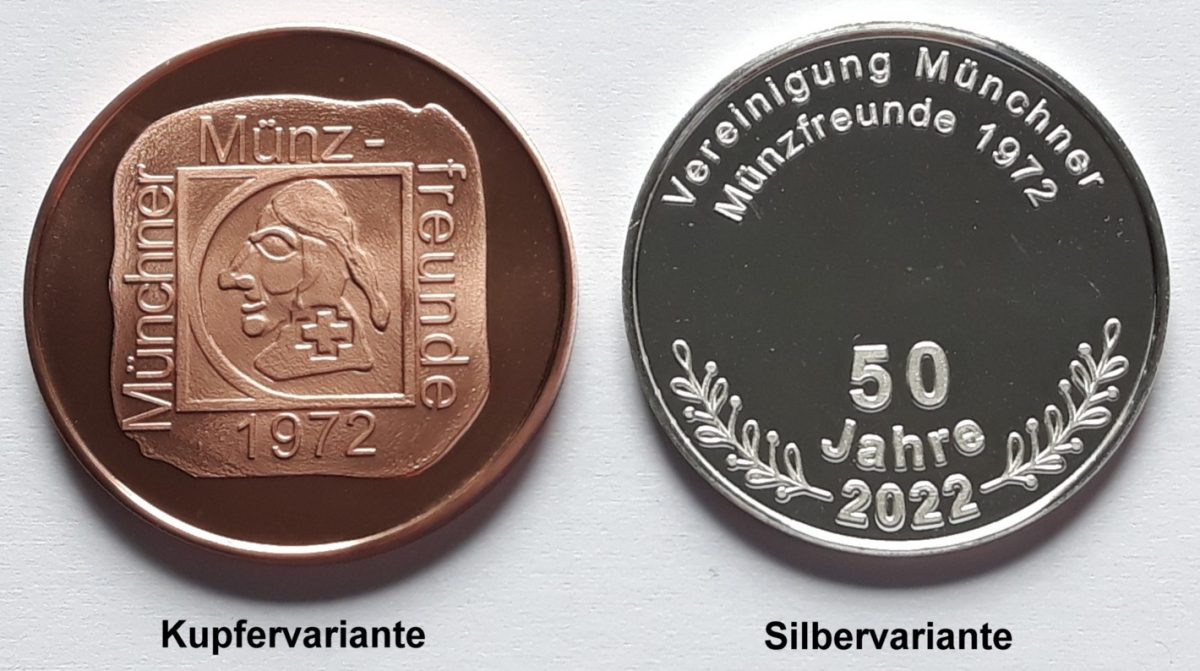 Münchner
Münz-
freunde
1972
Vereinigung Münchner
Münzfreunde 1972
50
Jahre
2022
Kupfervariante
Silbervariante